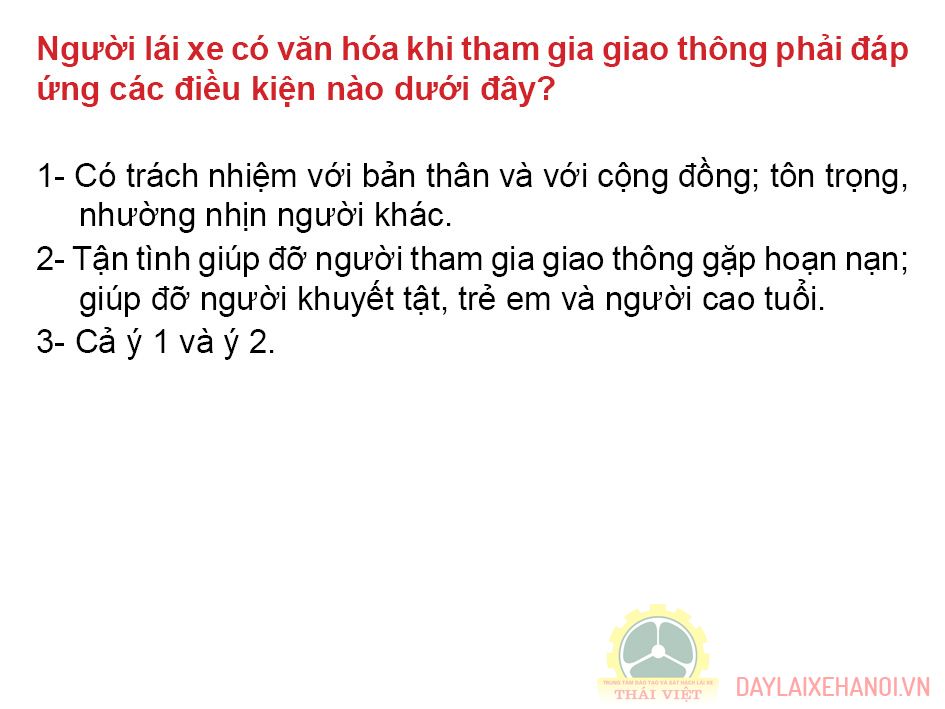 Người lái xe có văn hóa khi tham gia giao thông phải đáp
ứng các điều kiện nào dưới đây?
1- Có trách nhiệm với bản thân và với cộng đồng; tôn trọng,
nhường nhịn người khác.
2- Tận tình giúp đỡ người tham gia giao thông gặp hoạn nạn;
giúp đỡ người khuyết tật, trẻ em và người cao tuổi.
3- Cả ý 1 và ý 2.
TRUNG TÂM ĐÀO TẠO VÀ SÁT HẠCH LÁI XE
THÁI VIỆT
DAYLAIXEHANOI.VN